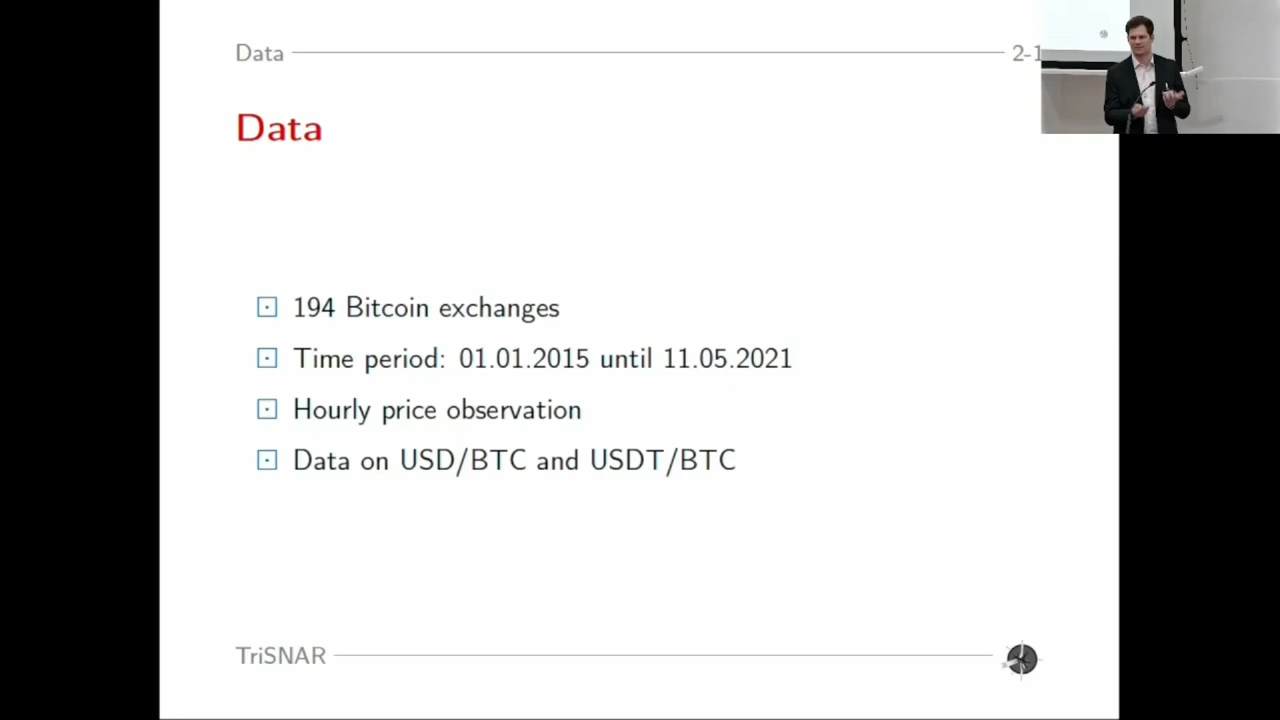 Data 2-1
Data
194 Bitcoin exchanges
Time period: 01.01.2015 until 11.05.2021
Hourly price observation
Data on USD/BTC and USDT/BTC
TriSNAR